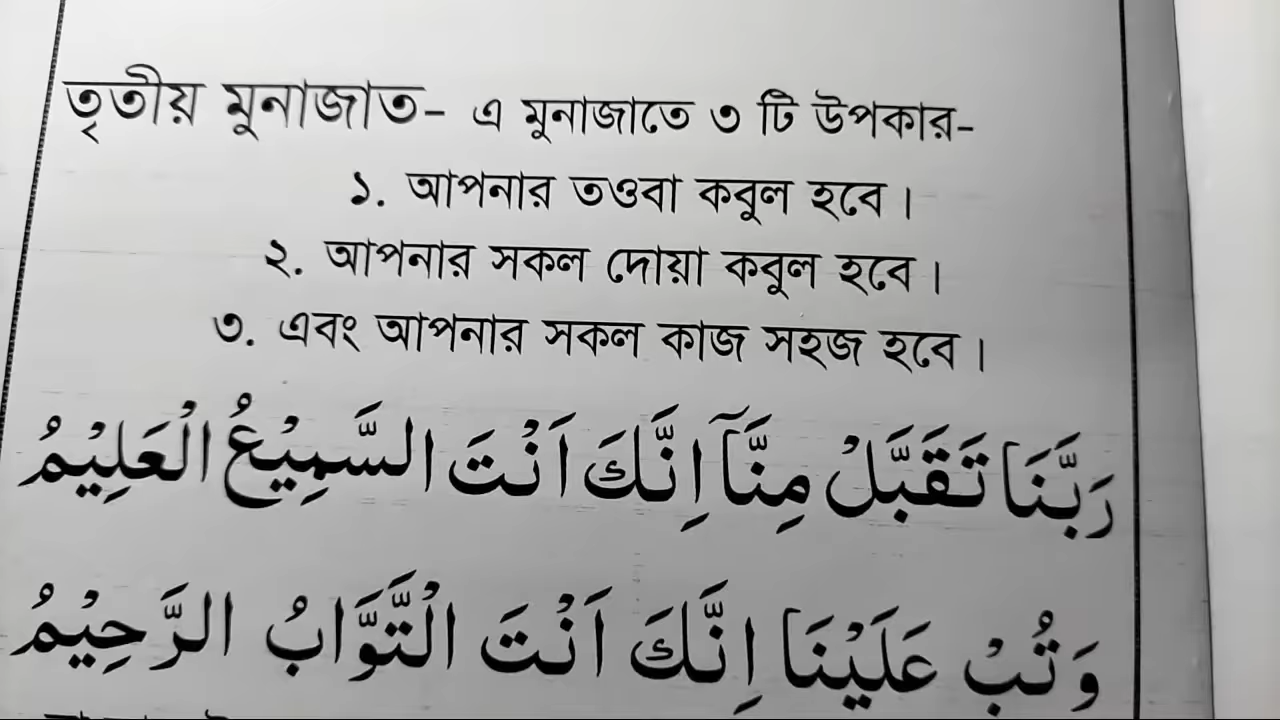 তৃতীয় মুনাজাত- এ মুনাজাতে ৩ টি উপকার-
১. আপনার তওবা কবুল হবে।
২. আপনার সকল দোয়া কবুল হবে।
৩. এবং আপনার সকল কাজ সহজ হবে।
رَبَّنَا تَقَبَّلْ مِنَّآ اِنَّكَ اَنْتَ السَّمِيْعُ الْعَلِيْمُ
وَتُبْ عَلَيْنَا اِنَّكَ اَنْتَ الْتَّوَّابُ الرَّحِيْمُ